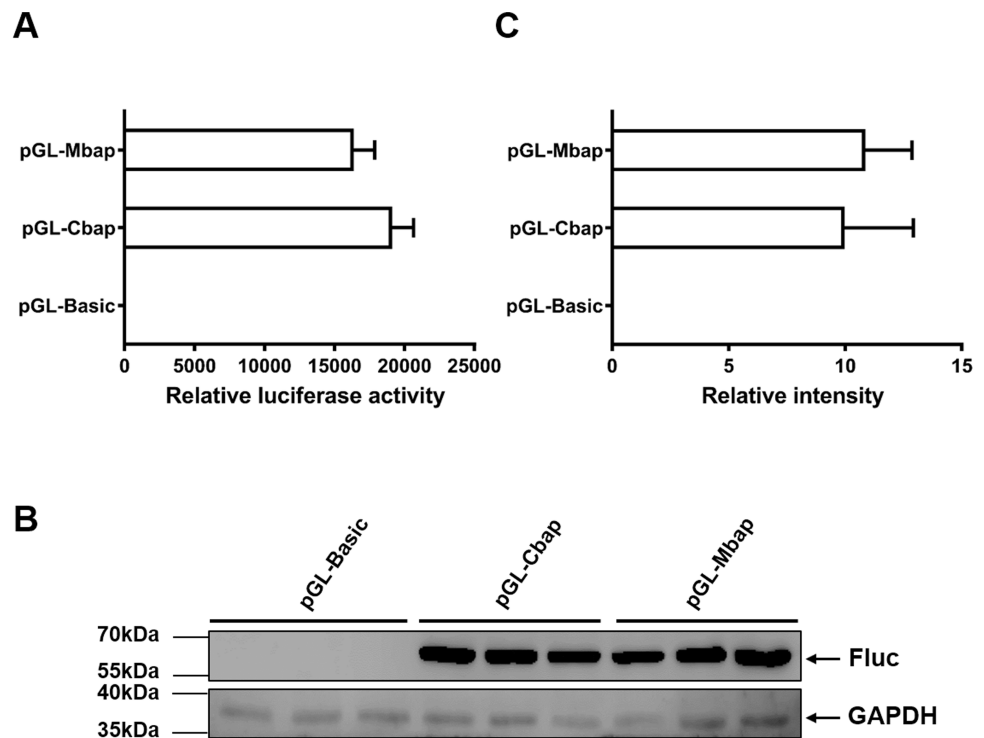 A
pGL-Mbap
pGL-Cbap
pGL-Basic
0 5000 10000 15000 20000 25000
Relative luciferase activity
C
pGL-Mbap
pGL-Cbap
pGL-Basic
0 5 10 15
Relative intensity
B
pGL-Basic
pGL-Cbap
pGL-Mbap
70kDa
55kDa
Fluc
40kDa
35kDa
GAPDH